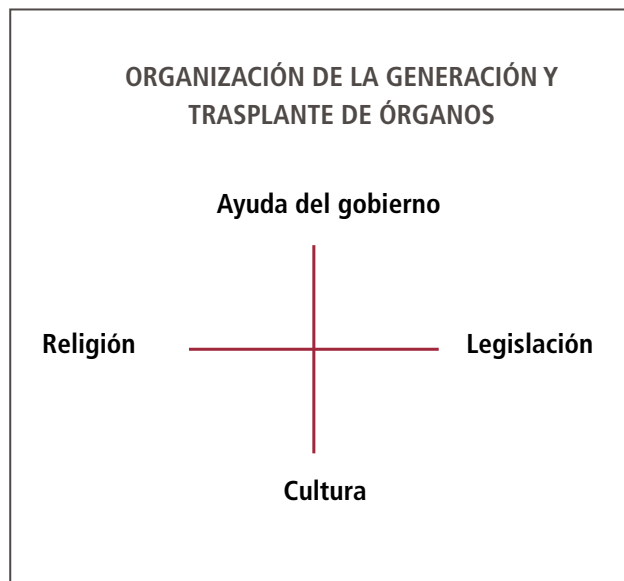 ORGANIZACIÓN DE LA GENERACIÓN Y
TRASPLANTE DE ÓRGANOS
Ayuda del gobierno
Religión
Legislación
Cultura